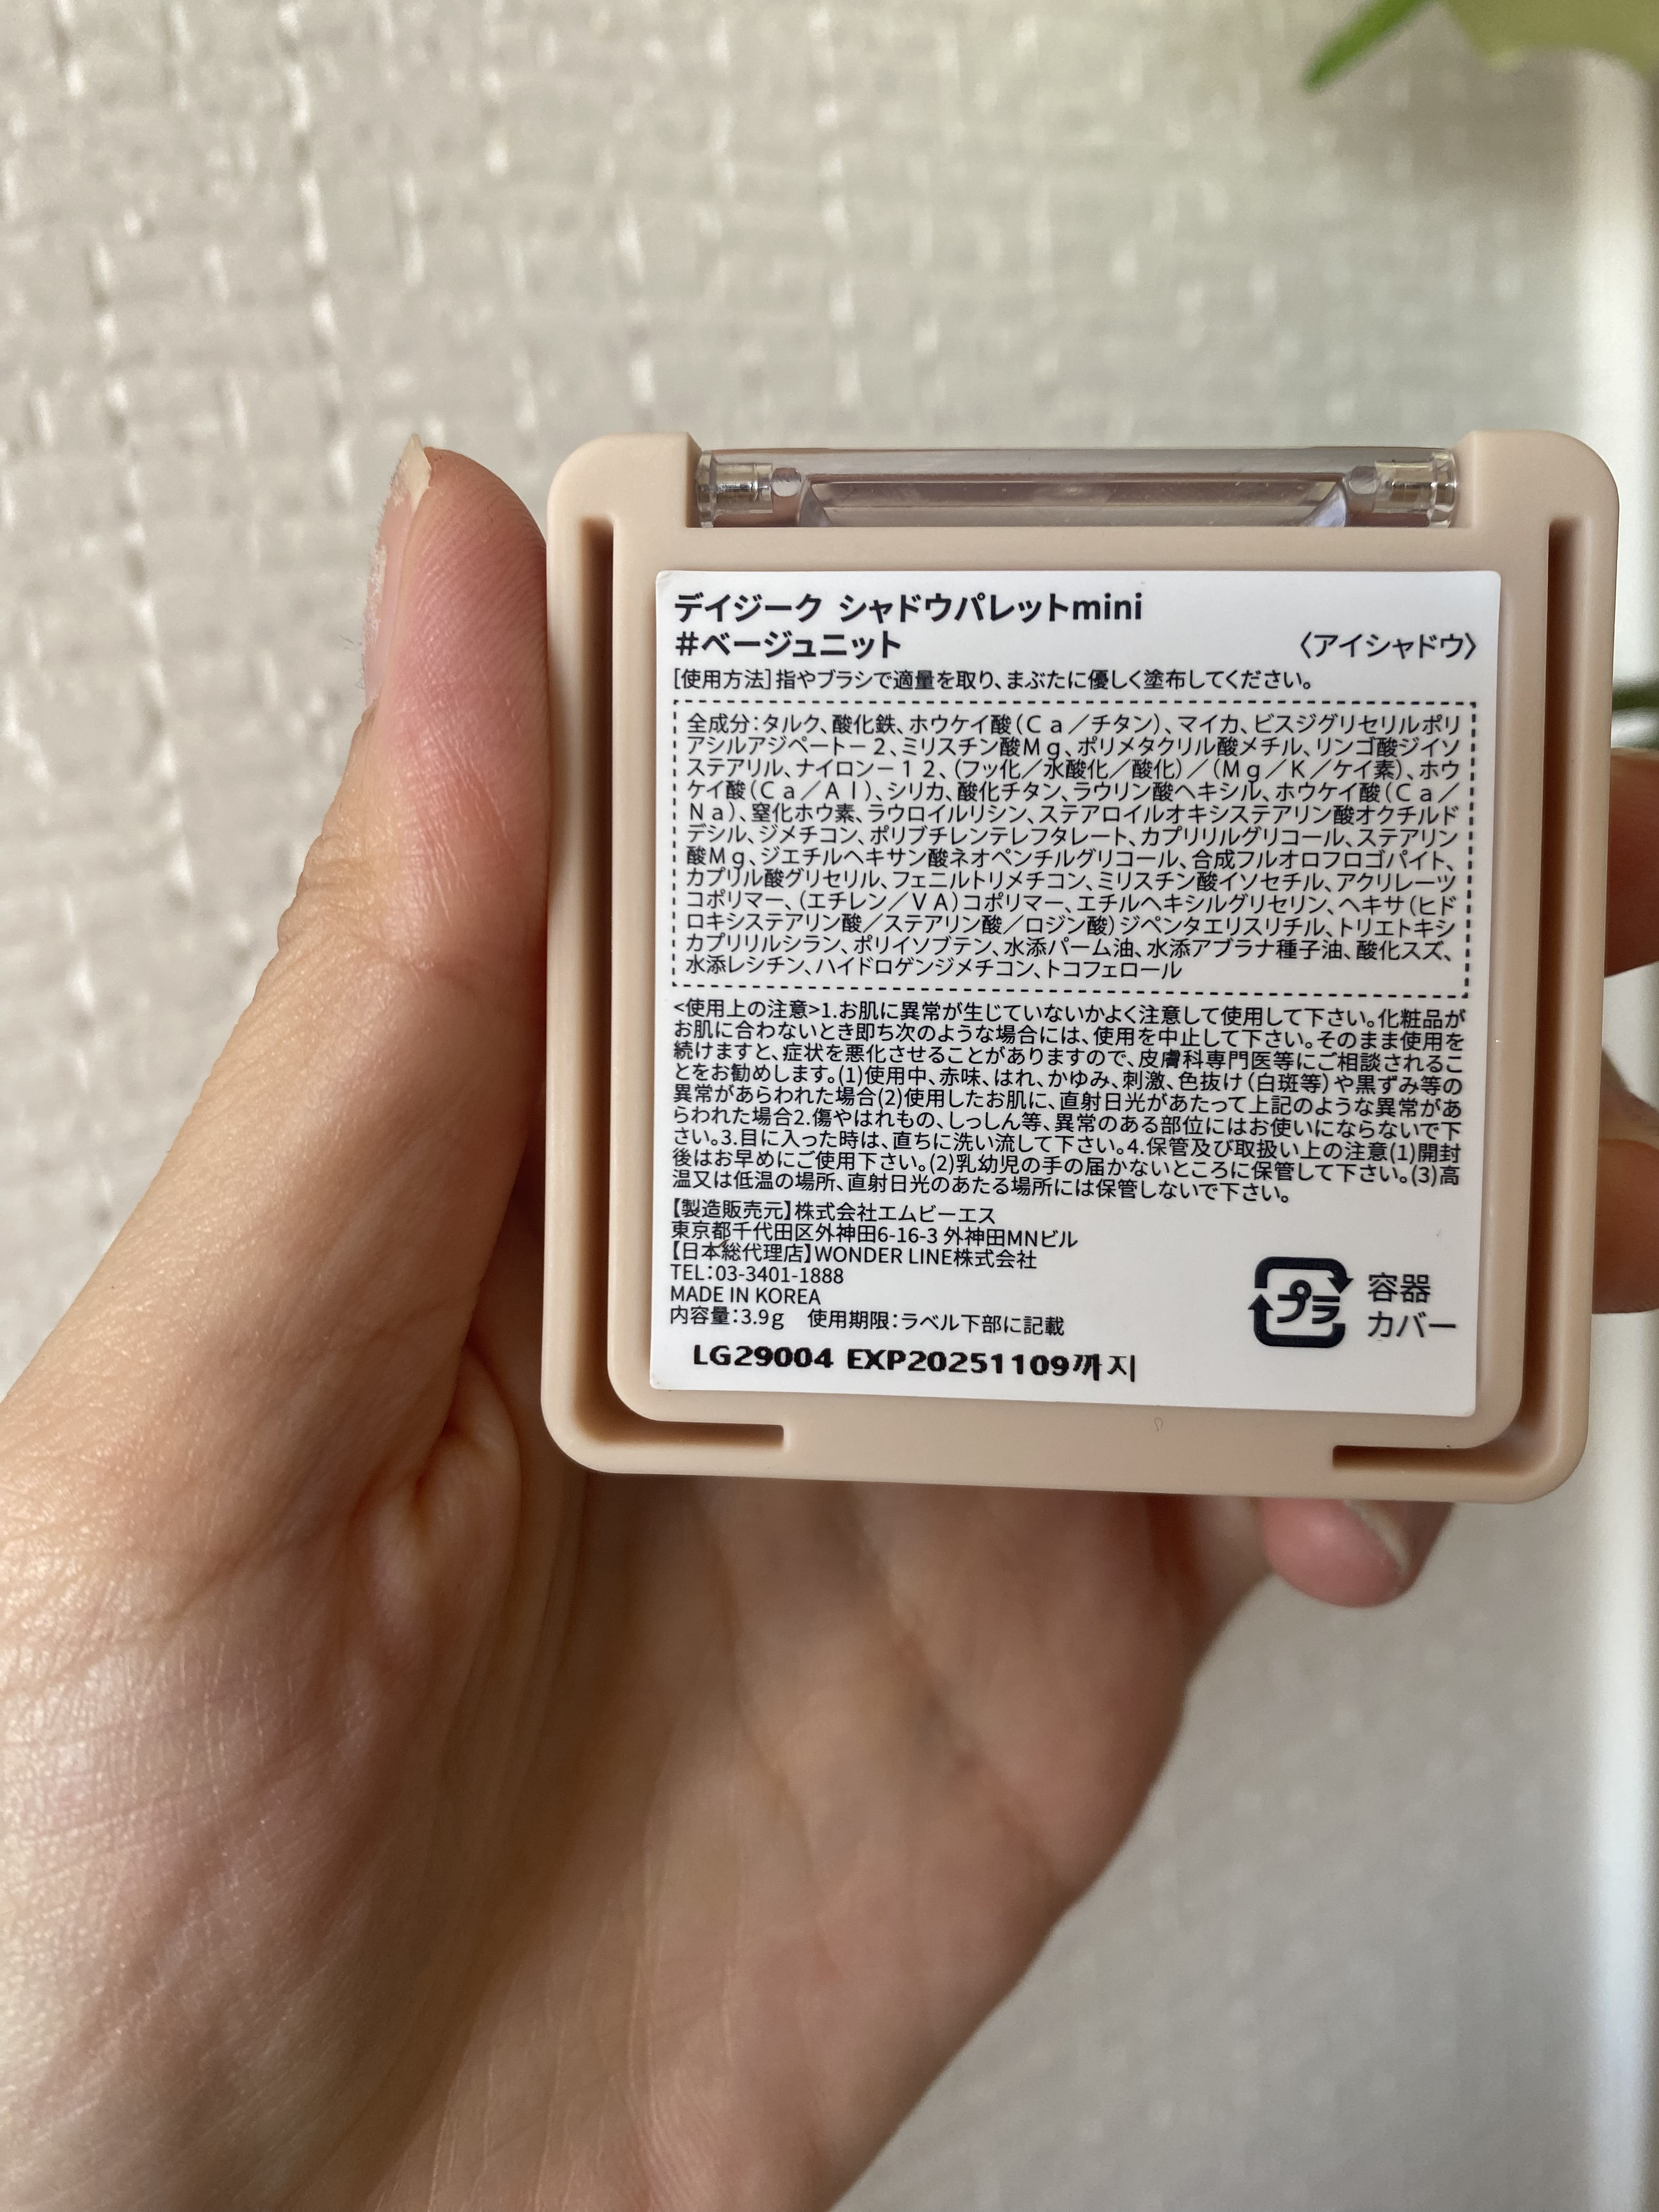 デイジーク シャドウパレットmini
#ベージュニット 〈アイシャドウ〉
[使用方法]指やブラシで適量を取り、まぶたに優しく塗布してください。
全成分：タルク、酸化鉄、ホウケイ酸（Ｃａ／チタン）、マイカ、ビスジグリセリルポリ
アシルアジペート－２、ミリスチン酸Ｍｇ、ポリメタクリル酸メチル、リンゴ酸ジイソ
ステアリル、ナイロン－１２、（フッ化／水酸化／酸化）／（Ｍｇ／Ｋ／ケイ素）、ホウ
ケイ酸（Ｃａ／Ａｌ）、シリカ、酸化チタン、ラウリン酸ヘキシル、ホウケイ酸（Ｃａ／
Ｎａ）、窒化ホウ素、ラウロイルリシン、ステアロイルオキシステアリン酸オクチルド
デシル、ジメチコン、ポリブチレンテレフタレート、カプリリルグリコール、ステアリン
酸Ｍｇ、ジエチルヘキサン酸ネオペンチルグリコール、合成フルオロフロゴパイト、
カプリル酸グリセリル、フェニルトリメチコン、ミリスチン酸イソセチル、アクリレーツ
コポリマー、（エチレン／ＶＡ）コポリマー、エチルヘキシルグリセリン、ヘキサ（ヒド
ロキシステアリン酸／ステアリン酸／ロジン酸）ジペンタエリスリチル、トリエトキシ
カプリリルシラン、ポリイソブテン、水添パーム油、水添アブラナ種子油、酸化スズ、
水添レシチン、ハイドロゲンジメチコン、トコフェロール
<使用上の注意>1.お肌に異常が生じていないかよく注意して使用して下さい。化粧品が
お肌に合わないとき即ち次のような場合には、使用を中止して下さい。そのまま使用を
続けますと、症状を悪化させることがありますので、皮膚科専門医等にご相談されるこ
とをお勧めします。(1)使用中、赤味、はれ、かゆみ、刺激、色抜け（白斑等）や黒ずみ等の
異常があらわれた場合(2)使用したお肌に、直射日光があたって上記のような異常があ
らわれた場合2.傷やはれもの、しっしん等、異常のある部位にはお使いにならないで下
さい。3.目に入った時は、直ちに洗い流して下さい。4.保管及び取扱い上の注意(1)開封
後はお早めにご使用下さい。(2)乳幼児の手の届かないところに保管して下さい。(3)高
温又は低温の場所、直射日光のあたる場所には保管しないで下さい。
【製造販売元】株式会社エムビーエス
東京都千代田区外神田6-16-3 外神田MNビル
【日本総代理店】WONDER LINE株式会社
TEL：03-3401-1888
MADE IN KOREA
内容量：3.9g 使用期限：ラベル下部に記載
LG29004 EXP20251109까지
プラ
容器
カバー